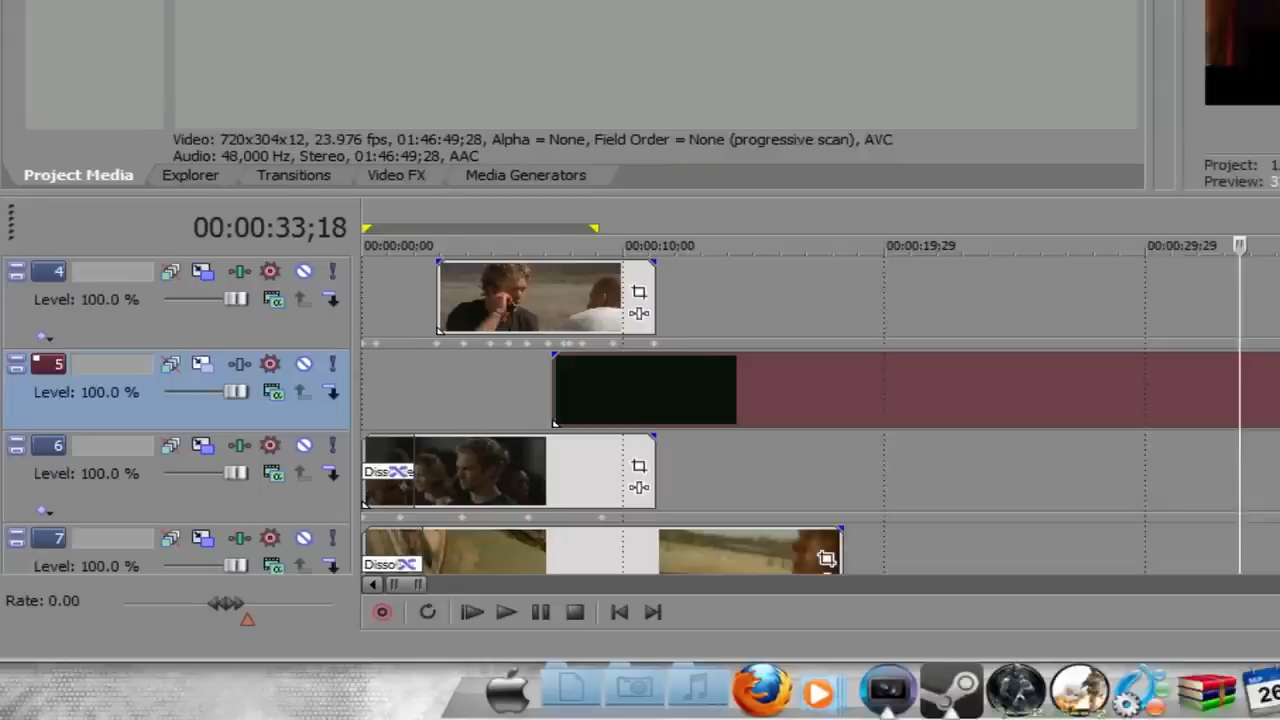 Video: 720x304x12, 23.976 fps, 01:46:49;28, Alpha = None, Field Order = None (progressive scan), AVC
Audio: 48,000 Hz, Stereo, 01:46:49;28, AAC
Project:
Preview:
Project Media Explorer Transitions Video FX Media Generators
00:00:33;18
00:00:00;00 00:00:10;00 00:00:19;29 00:00:29;29
4
Level: 100.0 %
5
Level: 100.0 %
6
Level: 100.0 %
7
Level: 100.0 %
Rate: 0.00
SEP
26